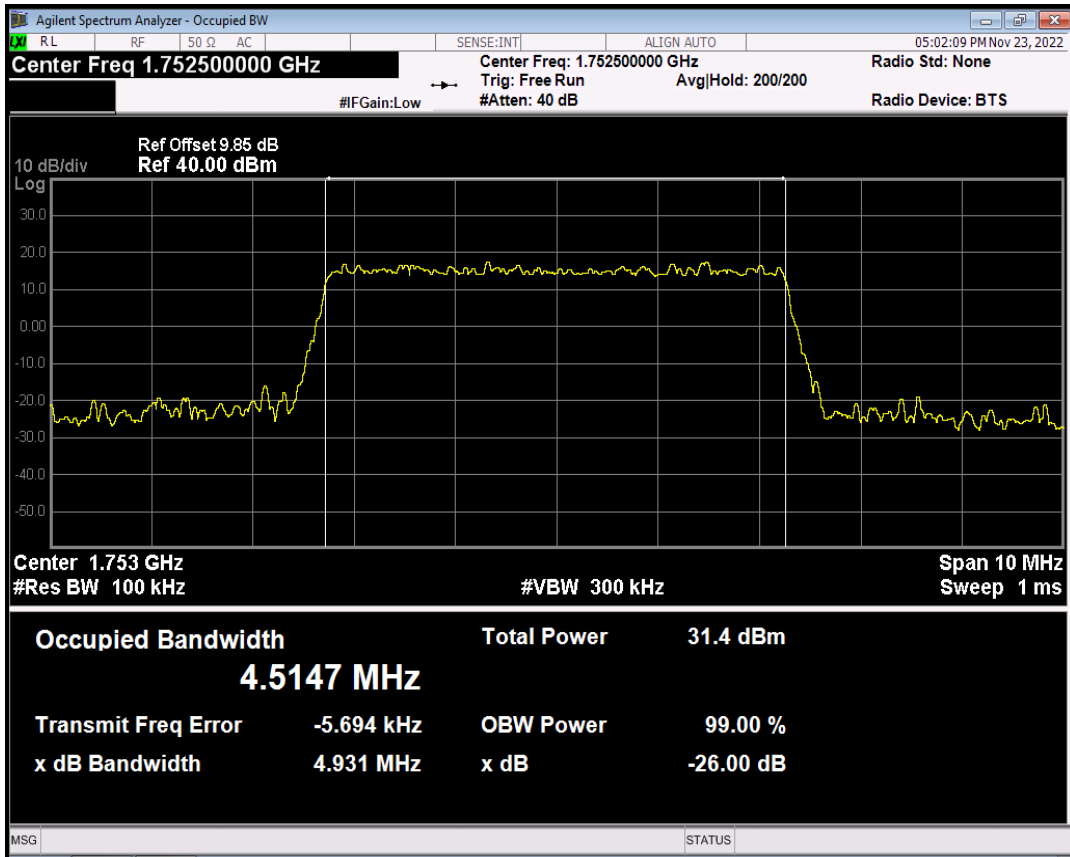 Agilent Spectrum Analyzer - Occupied BW
LXI RL RF 50 Ω AC SENSE:INT ALIGN AUTO 05:02:09 PM Nov 23, 2022
Center Freq 1.752500000 GHz
Center Freq: 1.752500000 GHz
Radio Std: None
Trig: Free Run Avg|Hold: 200/200
#IFGain:Low #Atten: 40 dB
Radio Device: BTS
Ref Offset 9.85 dB
10 dB/div Ref 40.00 dBm
Log
30.0
20.0
10.0
0.00
-10.0
-20.0
-30.0
-40.0
-50.0
Center 1.753 GHz Span 10 MHz
#Res BW 100 kHz #VBW 300 kHz Sweep 1 ms
Occupied Bandwidth Total Power 31.4 dBm
4.5147 MHz
Transmit Freq Error -5.694 kHz OBW Power 99.00 %
x dB Bandwidth 4.931 MHz x dB -26.00 dB
MSG STATUS